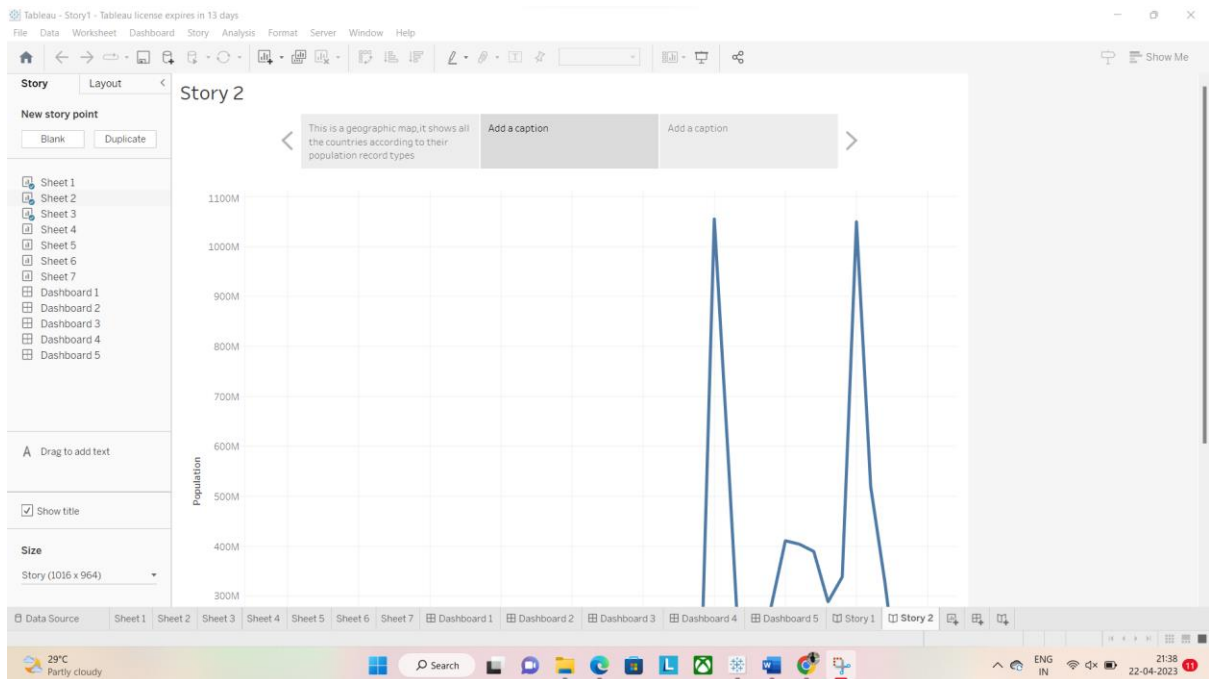 Tableau - Story1 - Tableau license expires in 13 days
File Data Worksheet Dashboard Story Analysis Format Server Window Help
Show Me
Story Layout
New story point
Blank Duplicate
Sheet 1
Sheet 2
Sheet 3
Sheet 4
Sheet 5
Sheet 6
Sheet 7
Dashboard 1
Dashboard 2
Dashboard 3
Dashboard 4
Dashboard 5
A Drag to add text
Show title
Size
Story (1016 x 964)
Story 2
This is a geographic map,it shows all
the countries according to their
population record types
Add a caption
Add a caption
1100M
1000M
900M
800M
700M
600M
500M
400M
300M
Population
Data Source Sheet 1 Sheet 2 Sheet 3 Sheet 4 Sheet 5 Sheet 6 Sheet 7 Dashboard 1 Dashboard 2 Dashboard 3 Dashboard 4 Dashboard 5 Story 1 Story 2
29°C
Partly cloudy
Search
ENG
IN
21:38
22-04-2023
11